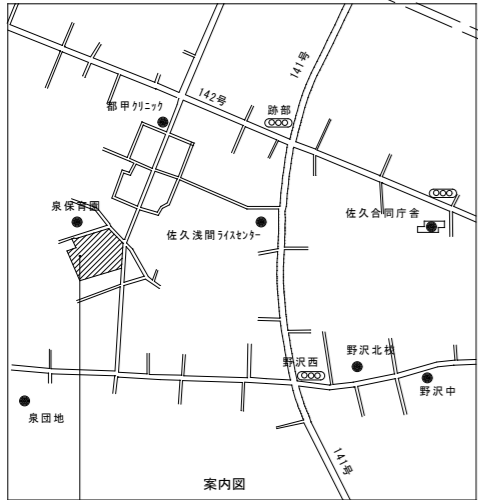 141号
142号
跡部
都甲ｸﾘﾆｯｸ
泉保育園
佐久浅間ﾗｲｽｾﾝﾀｰ
佐久合同庁舎
野沢西
野沢北校
野沢中
泉団地
141号
案内図